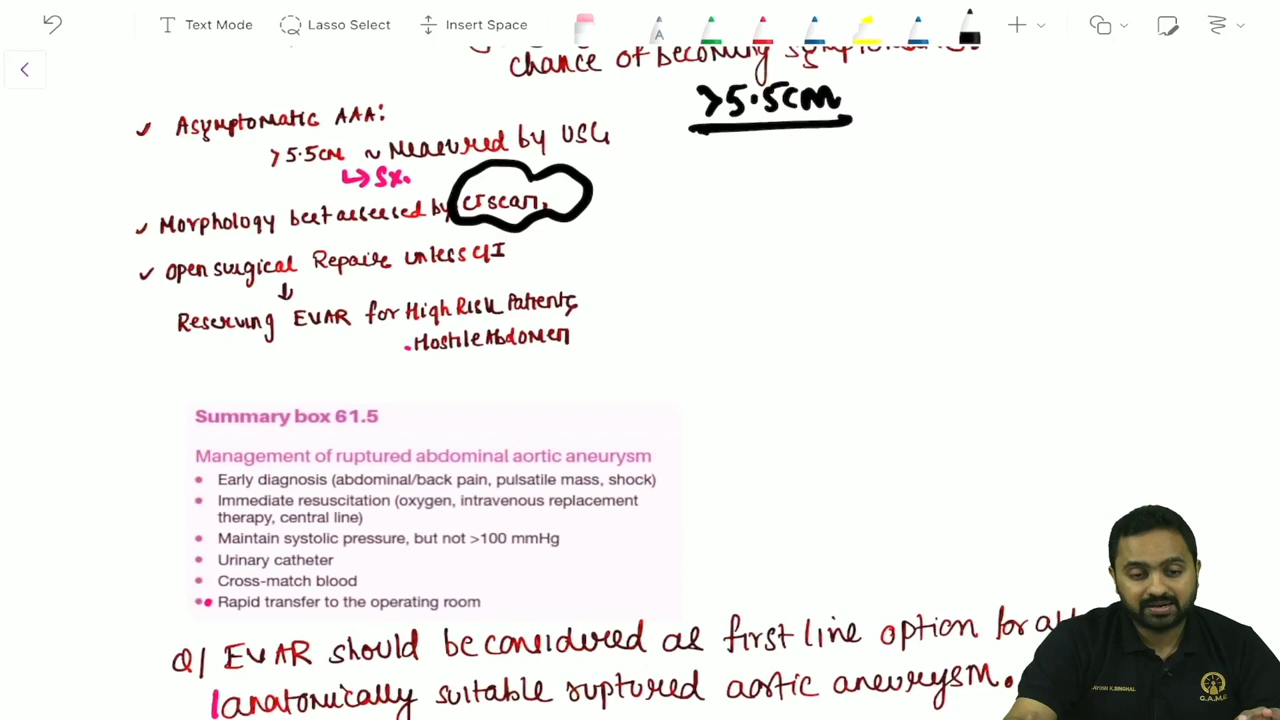 Text Mode
Lasso Select
Insert Space
A
chance of becoming
>5.5cm
Asymptomatic AAA:
>5.5cm ~ Measured by USG
↳ Sx.
Morphology best assessed by CT scan,
Open surgical Repair unless C/I
↓
Reserving EVAR for High Risk Patients
. Hostile Abdomen
Summary box 61.5
Management of ruptured abdominal aortic aneurysm
• Early diagnosis (abdominal/back pain, pulsatile mass, shock)
• Immediate resuscitation (oxygen, intravenous replacement
therapy, central line)
• Maintain systolic pressure, but not >100 mmHg
• Urinary catheter
• Cross-match blood
• Rapid transfer to the operating room
Q/ EVAR should be considered as first line option for
anatomically suitable ruptured aortic aneurysm.
G.A.M.E